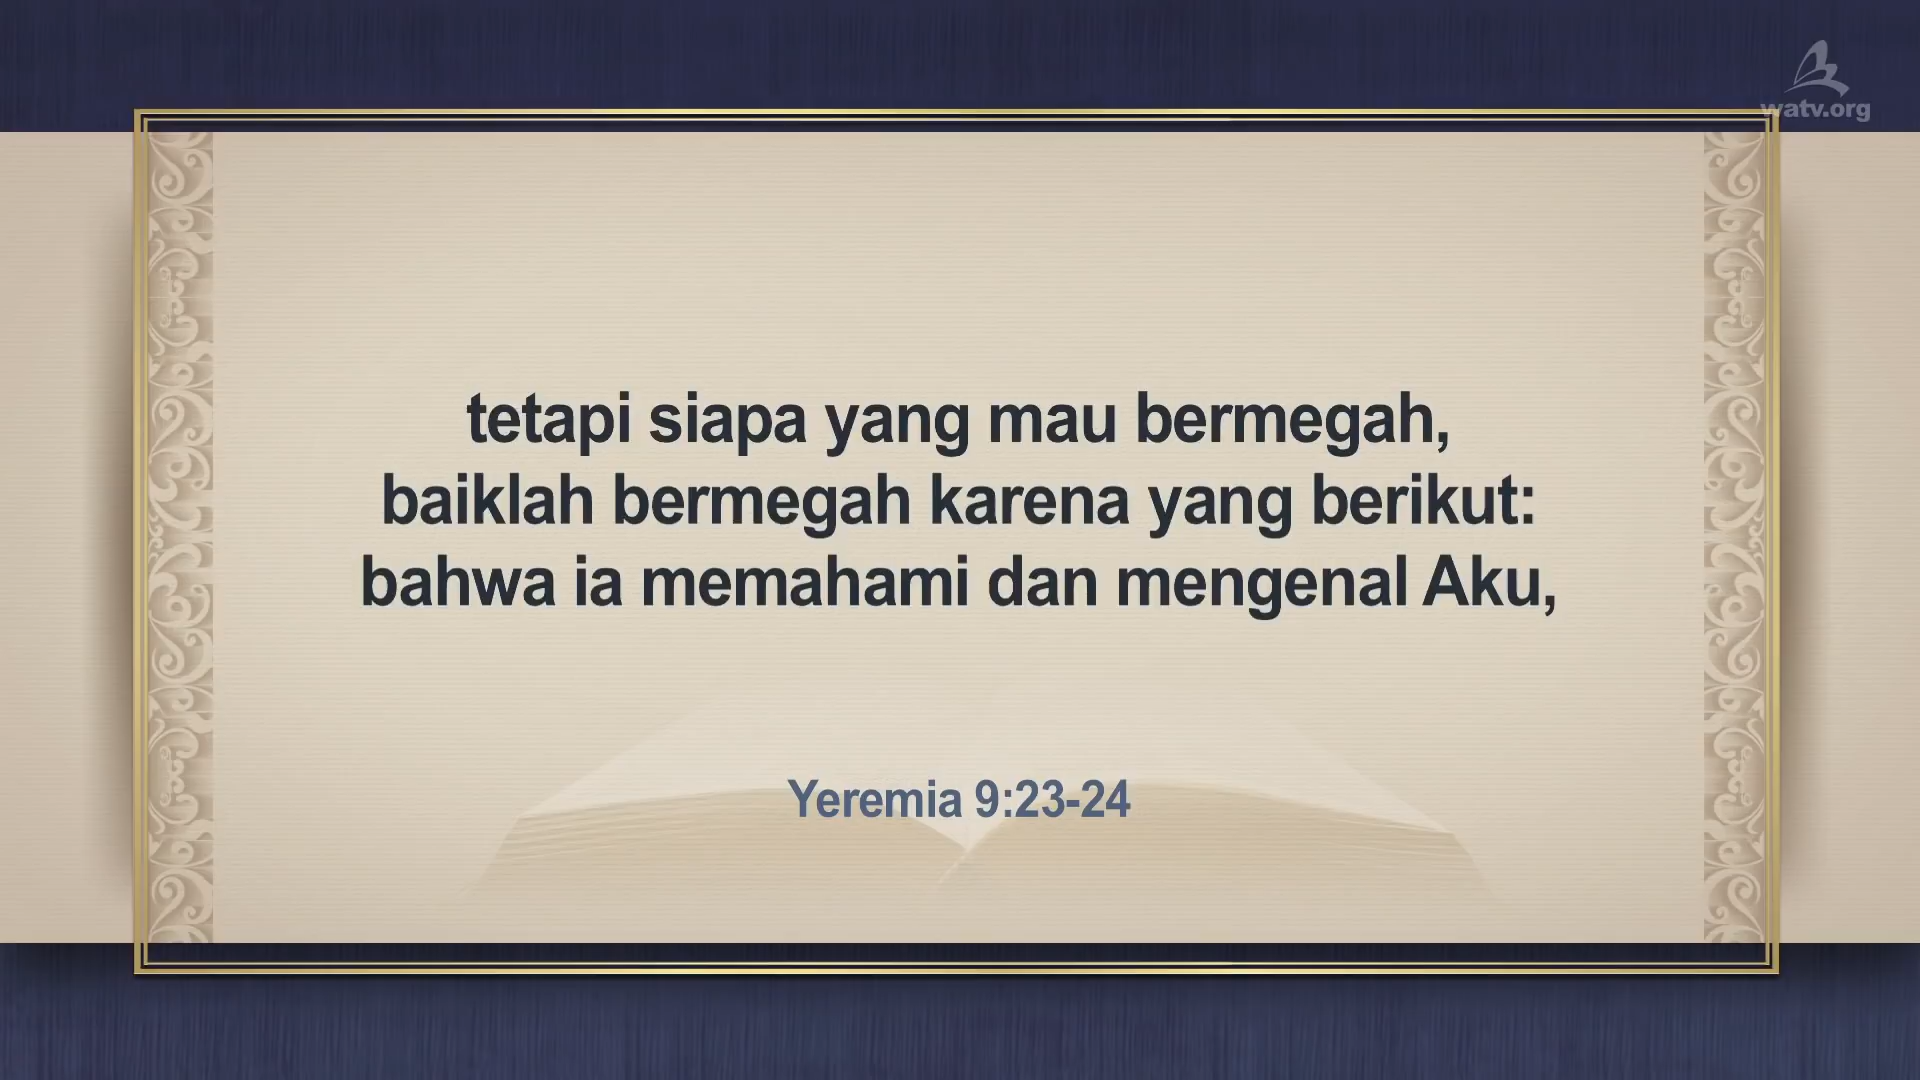 watv.org
tetapi siapa yang mau bermegah,
baiklah bermegah karena yang berikut:
bahwa ia memahami dan mengenal Aku,
Yeremia 9:23-24